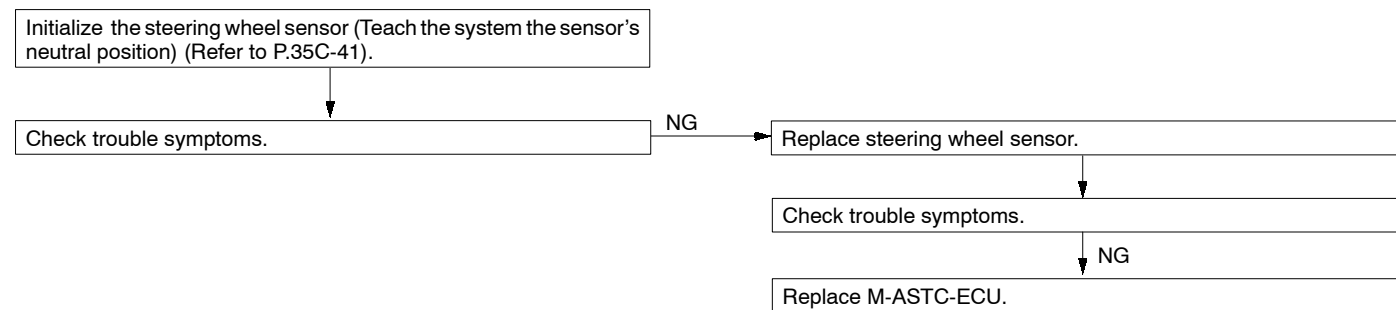 Initialize the steering wheel sensor (Teach the system the sensor's
neutral position) (Refer to P.35C-41).
Check trouble symptoms.
NG
Replace steering wheel sensor.
Check trouble symptoms.
NG
Replace M-ASTC-ECU.